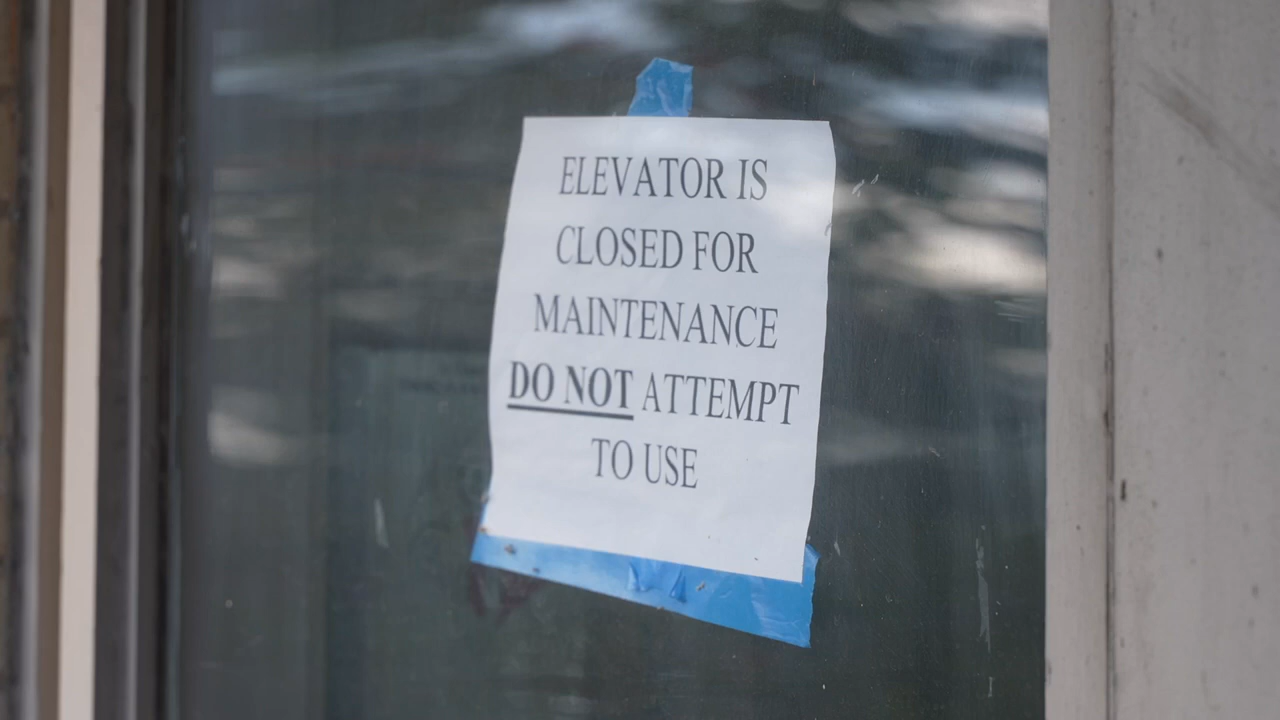 ELEVATOR IS
CLOSED FOR
MAINTENANCE
DO NOT ATTEMPT
TO USE